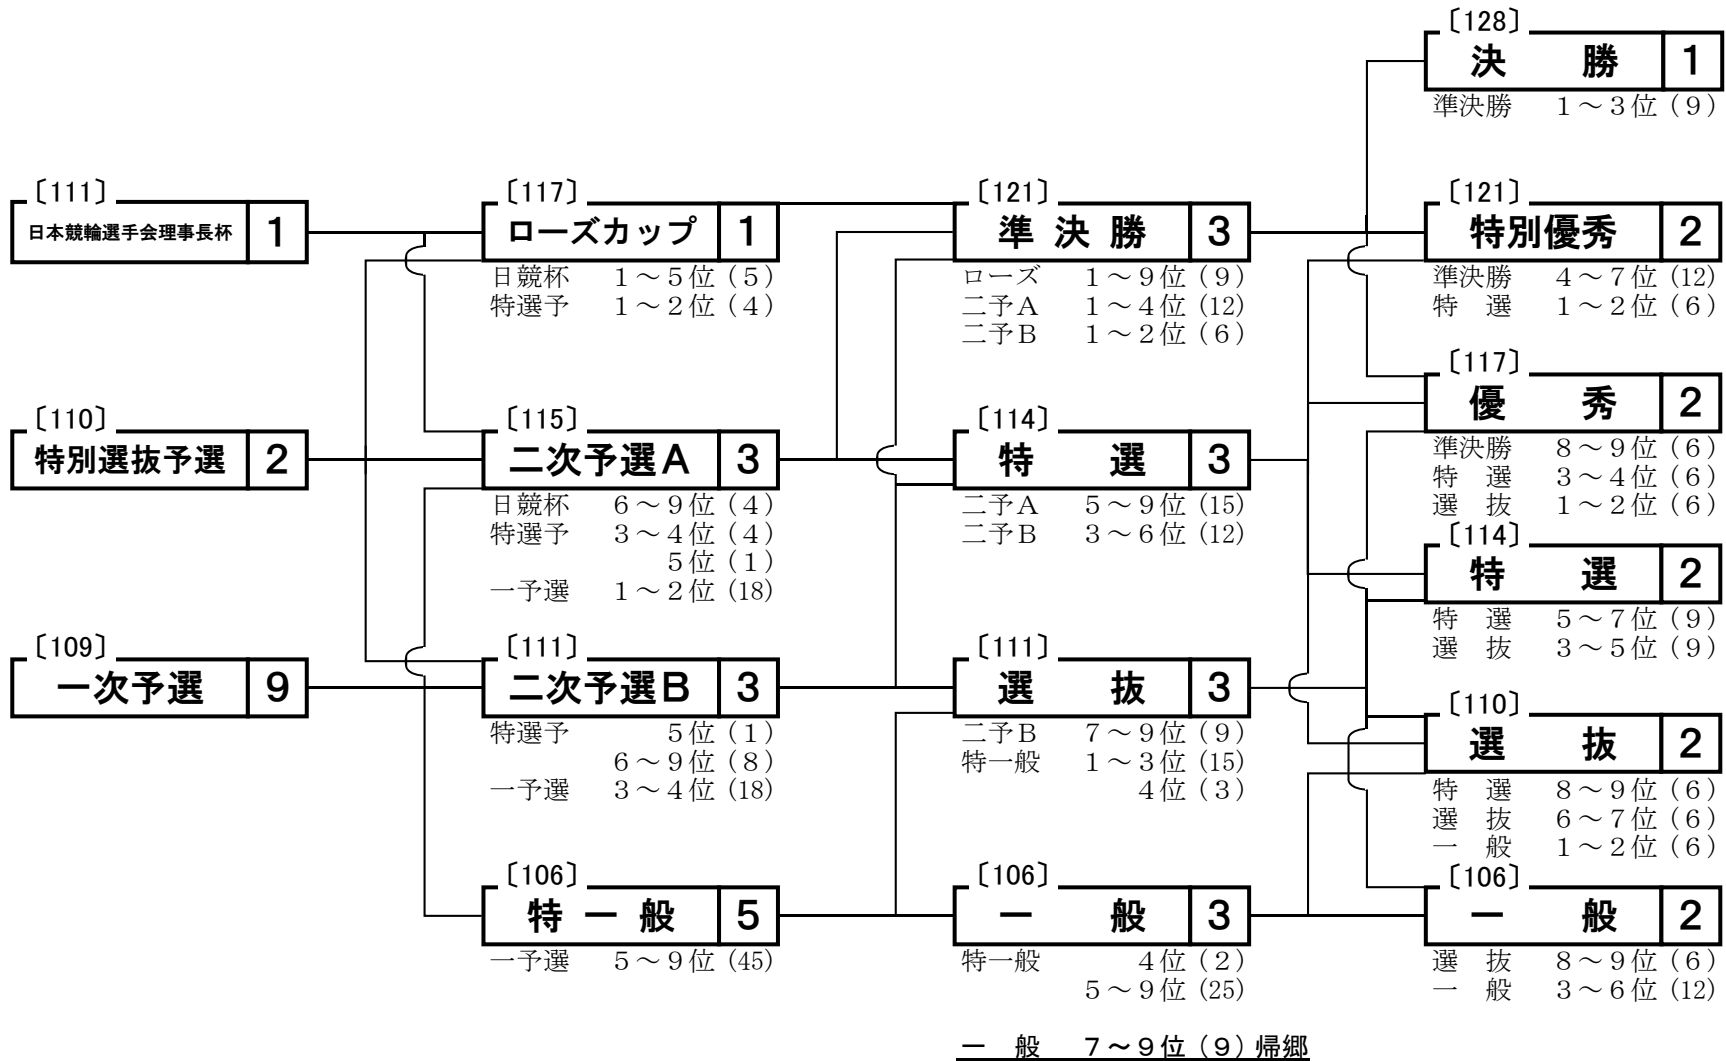 〔111〕
日本競輪選手会理事長杯 1
〔110〕
特別選抜予選 2
〔109〕
一次予選 9
〔117〕
ローズカップ 1
日競杯 1～5位 (5)
特選予 1～2位 (4)
〔115〕
二次予選A 3
日競杯 6～9位 (4)
特選予 3～4位 (4)
5位 (1)
一予選 1～2位 (18)
〔111〕
二次予選B 3
特選予 5位 (1)
6～9位 (8)
一予選 3～4位 (18)
〔106〕
特一般 5
一予選 5～9位 (45)
〔121〕
準決勝 3
ローズ 1～9位 (9)
二予A 1～4位 (12)
二予B 1～2位 (6)
〔114〕
特選 3
二予A 5～9位 (15)
二予B 3～6位 (12)
〔111〕
選抜 3
二予B 7～9位 (9)
特一般 1～3位 (15)
4位 (3)
〔106〕
一般 3
特一般 4位 (2)
5～9位 (25)
一般 7～9位 (9) 帰郷
〔128〕
決勝 1
準決勝 1～3位 (9)
〔121〕
特別優秀 2
準決勝 4～7位 (12)
特選 1～2位 (6)
〔117〕
優秀 2
準決勝 8～9位 (6)
特選 3～4位 (6)
選抜 1～2位 (6)
〔114〕
特選 2
特選 5～7位 (9)
選抜 3～5位 (9)
〔110〕
選抜 2
特選 8～9位 (6)
選抜 6～7位 (6)
一般 1～2位 (6)
〔106〕
一般 2
選抜 8～9位 (6)
一般 3～6位 (12)